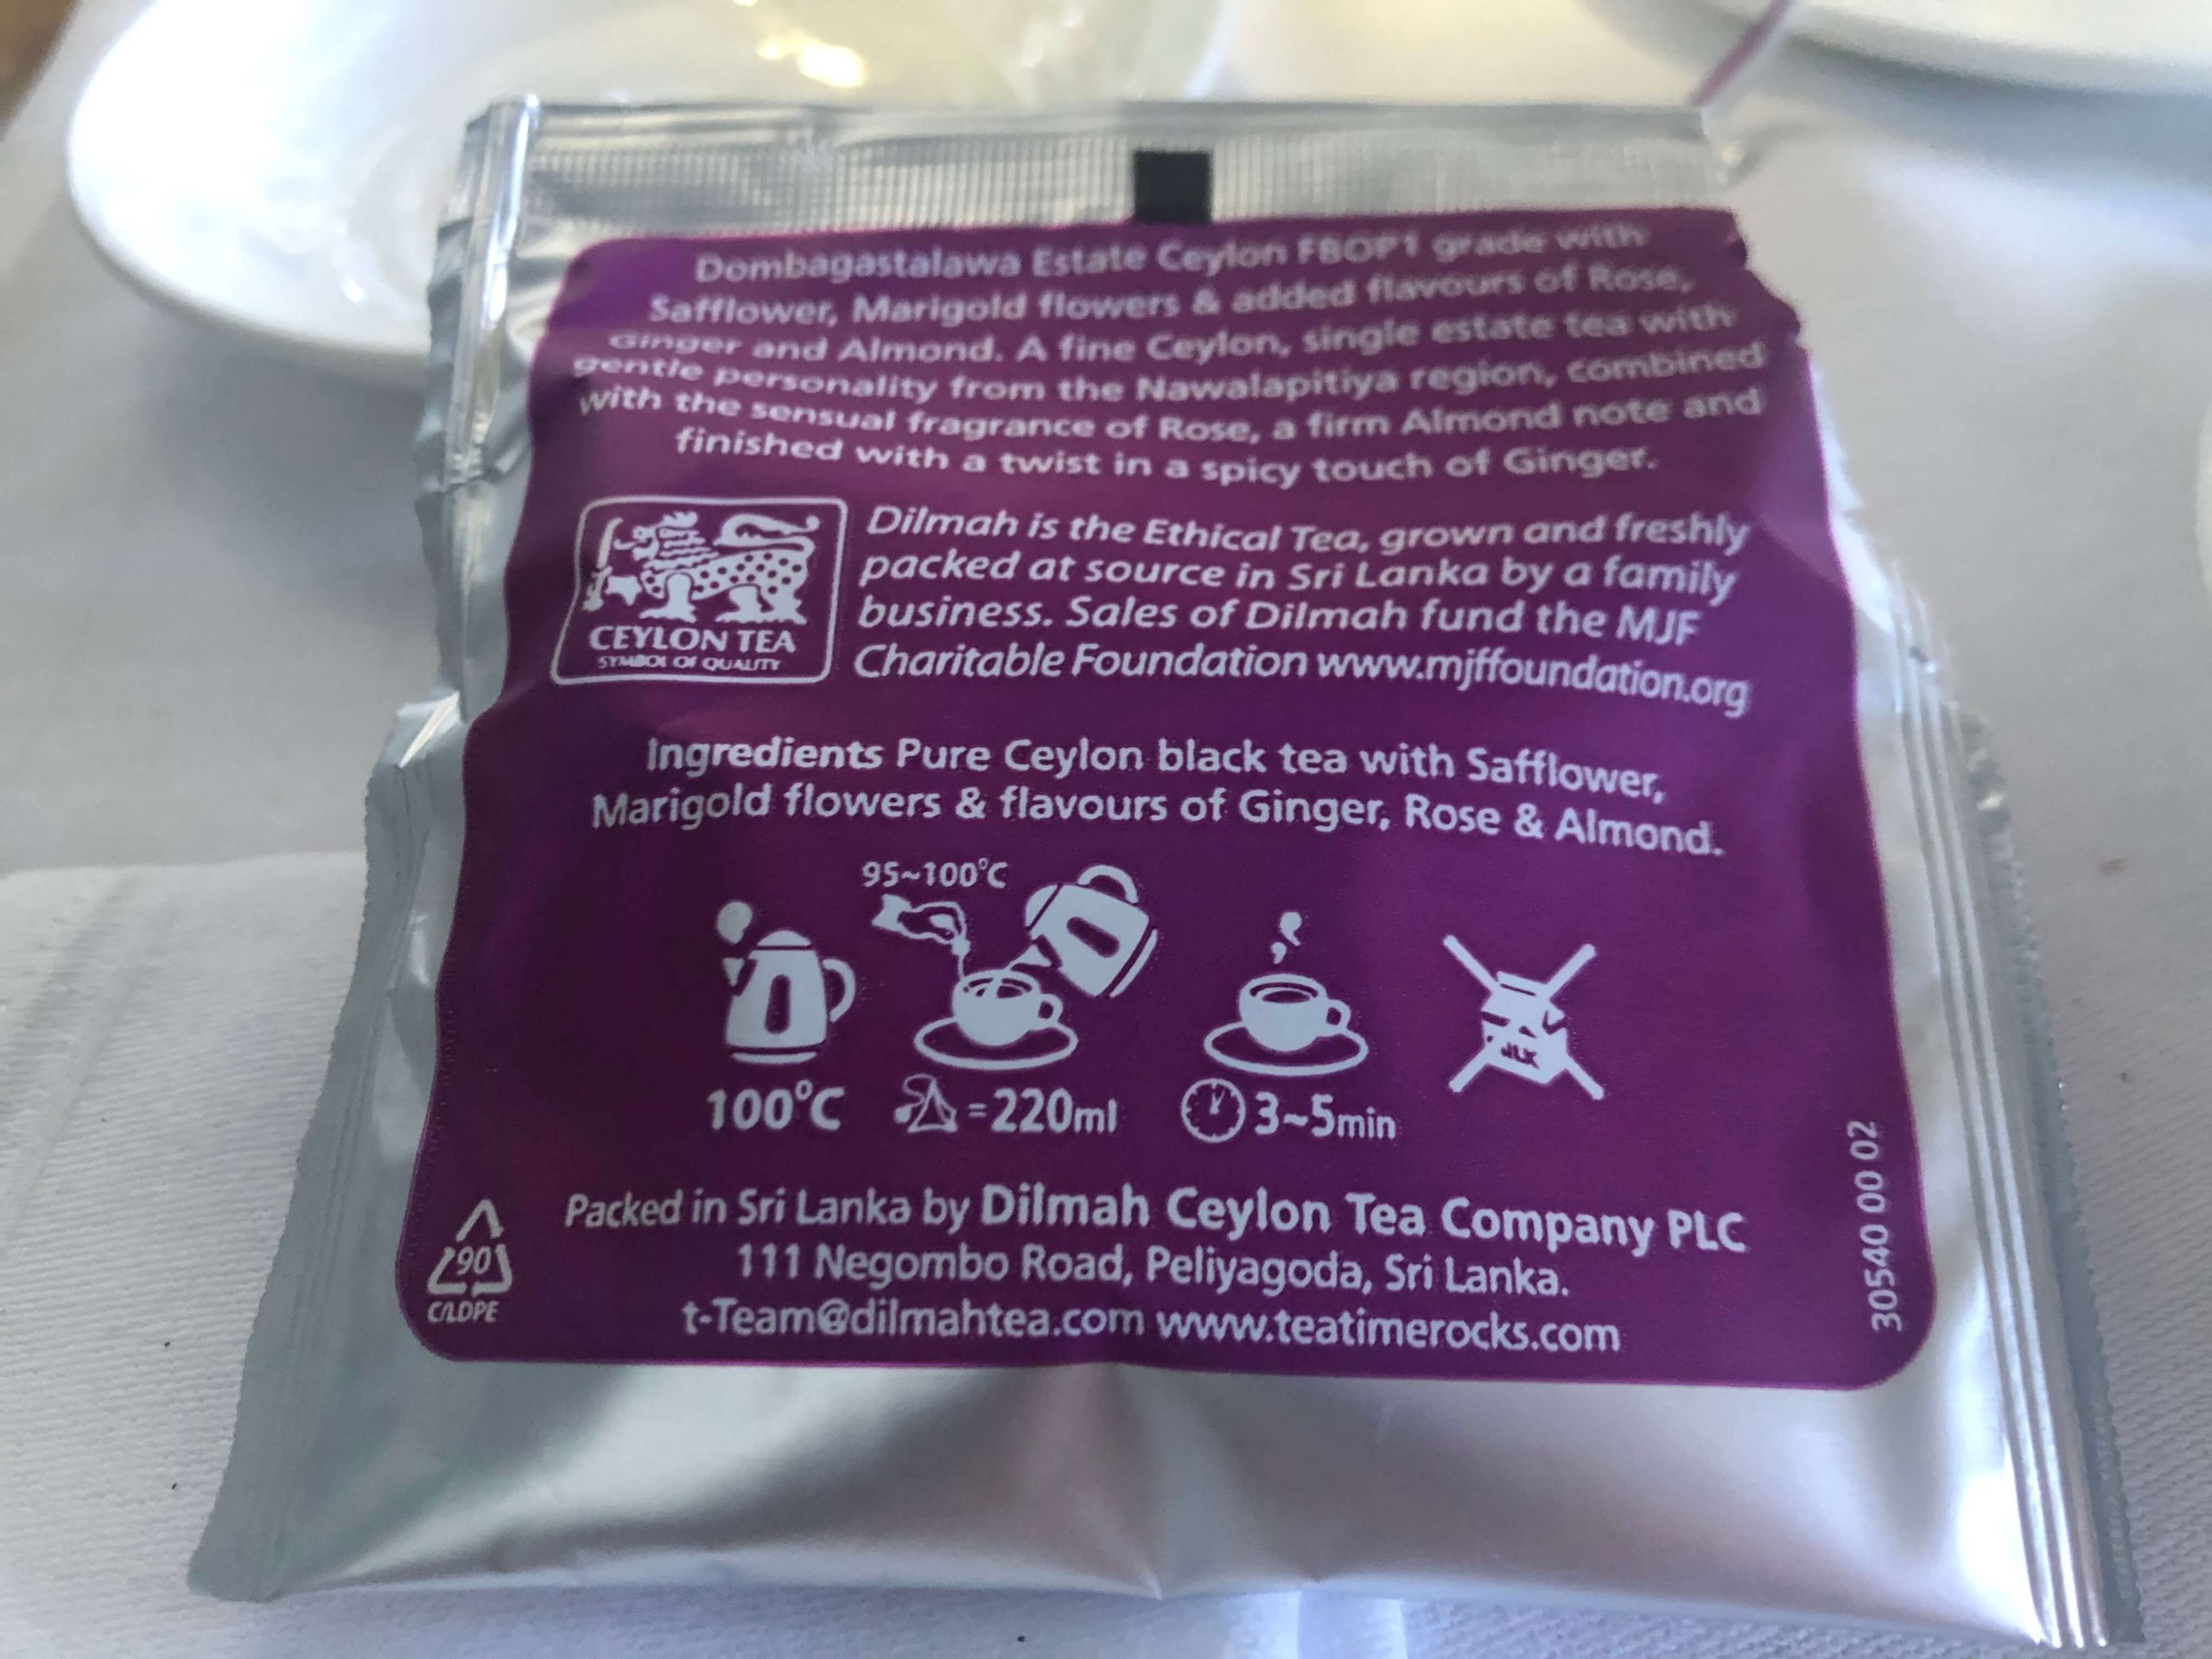 Dombagastalawa Estate Ceylon FBOP1 grade with
Safflower, Marigold flowers & added flavours of Rose,
Ginger and Almond. A fine Ceylon, single estate tea with
gentle personality from the Nawalapitiya region, combined
with the sensual fragrance of Rose, a firm Almond note and
finished with a twist in a spicy touch of Ginger.
CEYLON TEA
SYMBOL OF QUALITY
Dilmah is the Ethical Tea, grown and freshly
packed at source in Sri Lanka by a family
business. Sales of Dilmah fund the MJF
Charitable Foundation www.mjffoundation.org
Ingredients Pure Ceylon black tea with Safflower,
Marigold flowers & flavours of Ginger, Rose & Almond.
95~100°C
100°C
=220ml
3~5min
Packed in Sri Lanka by Dilmah Ceylon Tea Company PLC
111 Negombo Road, Peliyagoda, Sri Lanka.
t-Team@dilmahtea.com www.teatimerocks.com
90
C/LDPE
30540 00 02